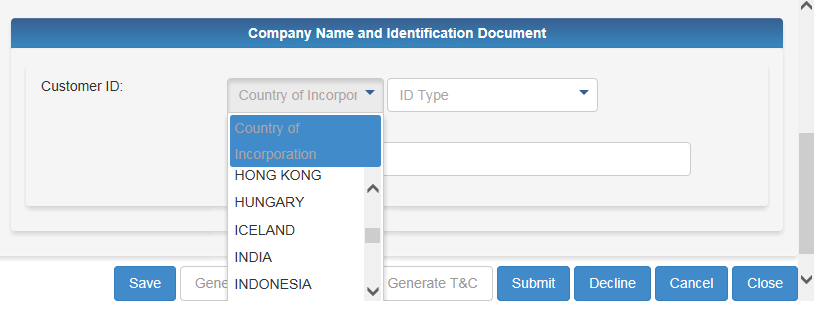 Company Name and Identification Document
Customer ID:
Country of Incorpor
ID Type
Country of
Incorporation
HONG KONG
HUNGARY
ICELAND
INDIA
INDONESIA
Save
Gene
Generate T&C
Submit
Decline
Cancel
Close